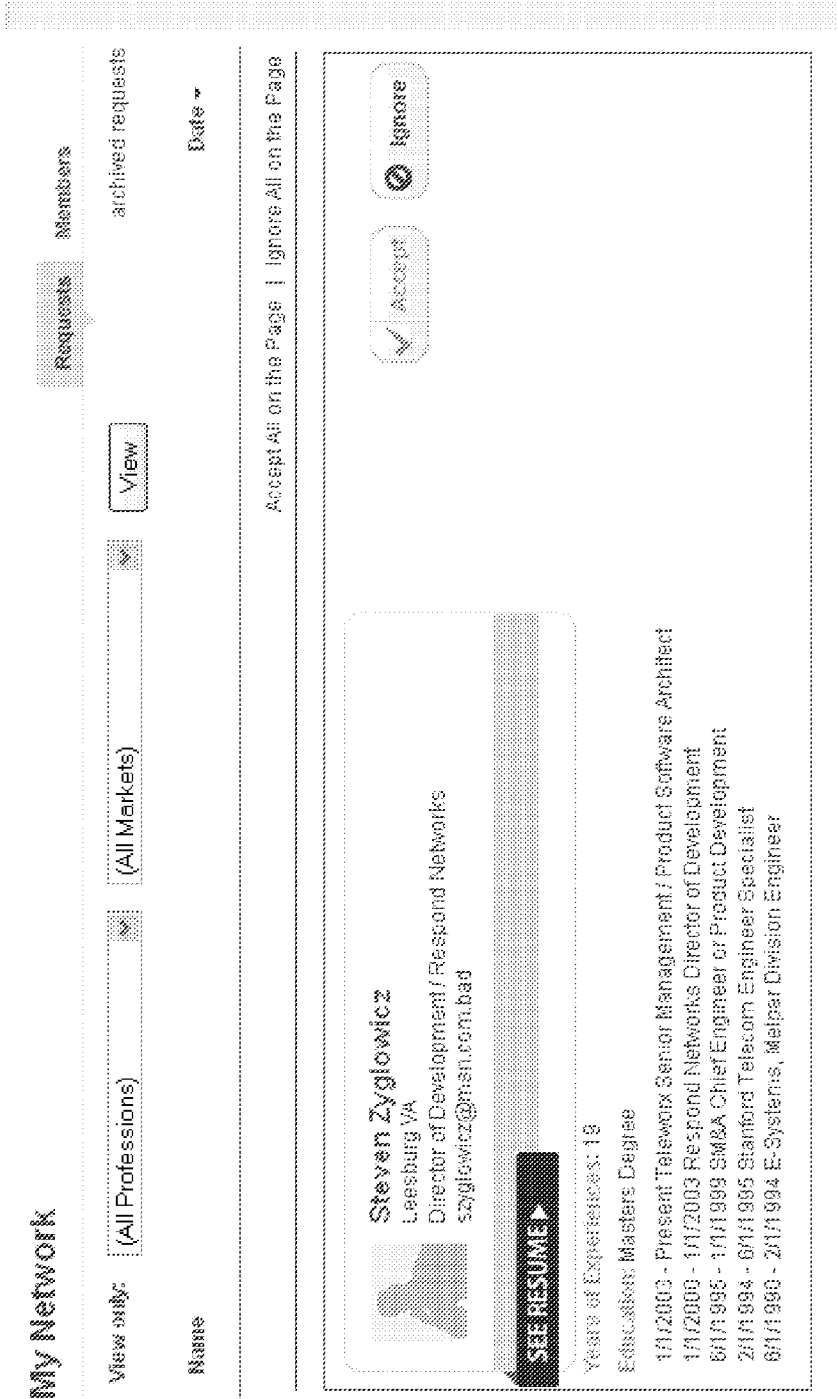 My Network
Requests Members
View only: (All Professions) (All Markets) View archived requests
Name Date
Accept All on the Page | Ignore All on the Page
Steven Zyglowicz
Leesburg VA
Director of Development / Respond Networks
szyglowicz@msn.com.bad
Accept Ignore
SEE RESUME
Years of Experiences: 19
Education: Masters Degree
1/1/2003 - Present Teleworx Senior Management / Product Software Architect
1/1/2000 - 1/1/2003 Respond Networks Director of Development
6/1/1995 - 1/1/1999 SM&A Chief Engineer or Product Development
2/1/1994 - 6/1/1995 Stanford Telecom Engineer Specialist
6/1/1990 - 2/1/1994 E-Systems, Melpar Division Engineer